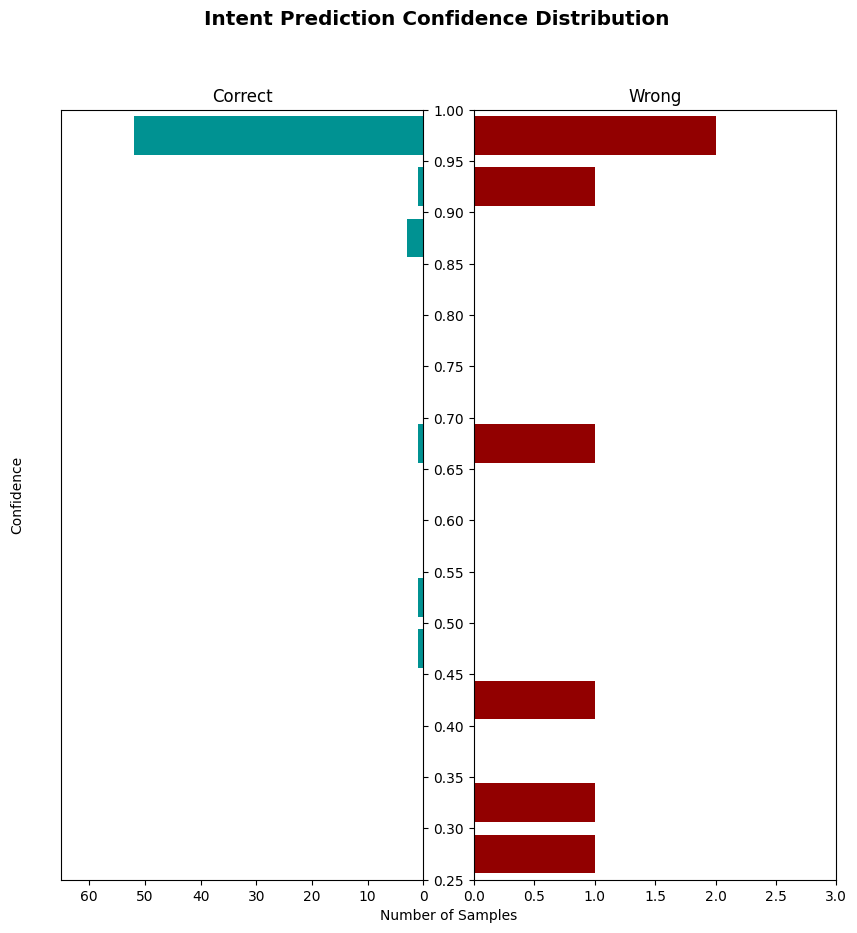 Intent Prediction Confidence Distribution
Correct
Wrong
1.00
0.95
0.90
0.85
0.80
0.75
0.70
0.65
0.60
0.55
0.50
0.45
0.40
0.35
0.30
0.25
Confidence
60 50 40 30 20 10 0
0.0 0.5 1.0 1.5 2.0 2.5 3.0
Number of Samples